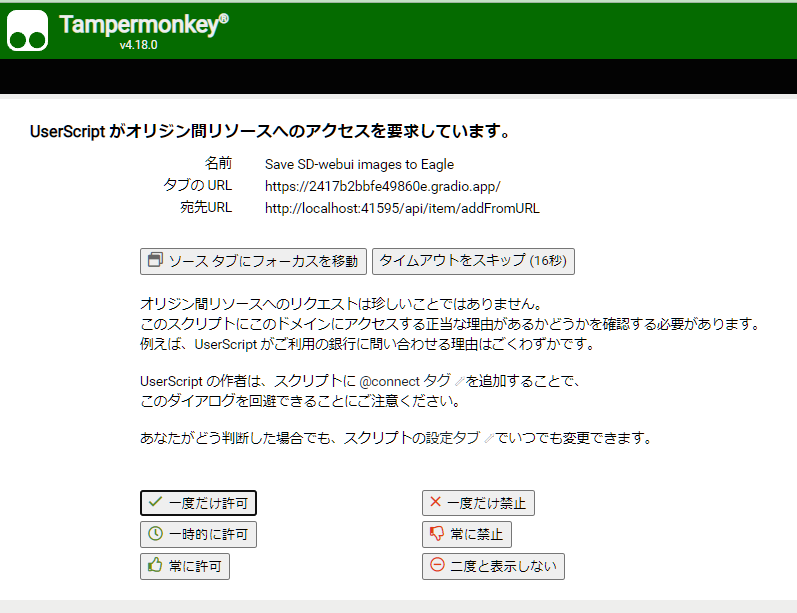 Tampermonkey®
v4.18.0
UserScript がオリジン間リソースへのアクセスを要求しています。
名前 Save SD-webui images to Eagle
タブの URL https://2417b2bbfe49860e.gradio.app/
宛先URL http://localhost:41595/api/item/addFromURL
ソース タブにフォーカスを移動 タイムアウトをスキップ (16秒)
オリジン間リソースへのリクエストは珍しいことではありません。
このスクリプトにこのドメインにアクセスする正当な理由があるかどうかを確認する必要があります。
例えば、UserScript がご利用の銀行に問い合わせる理由はごくわずかです。
UserScript の作者は、スクリプトに @connect タグ を追加することで、
このダイアログを回避できることにご注意ください。
あなたがどう判断した場合でも、スクリプトの設定タブ でいつでも変更できます。
一度だけ許可 一度だけ禁止
一時的に許可 常に禁止
常に許可 二度と表示しない